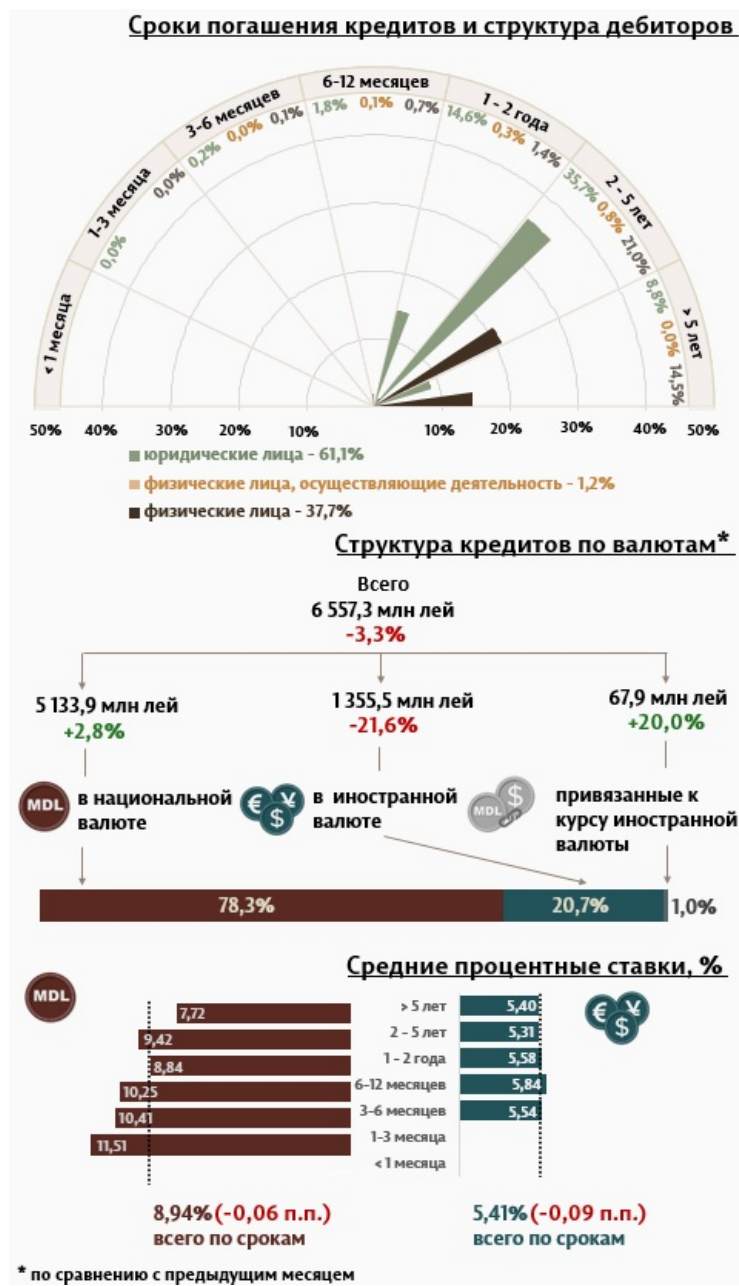 Сроки погашения кредитов и структура дебиторов
< 1 месяца
1-3 месяца
3-6 месяцев
6-12 месяцев
1 - 2 года
2 - 5 лет
> 5 лет
0,0%
0,0%
0,2%
0,0%
0,1%
1,8%
0,1%
0,7%
14,6%
0,3%
1,4%
35,7%
0,8%
21,0%
8,8%
0,0%
14,5%
50% 40% 30% 20% 10% 10% 20% 30% 40% 50%
юридические лица - 61,1%
физические лица, осуществляющие деятельность - 1,2%
физические лица - 37,7%
Структура кредитов по валютам*
Всего
6 557,3 млн лей
-3,3%
5 133,9 млн лей
+2,8%
1 355,5 млн лей
-21,6%
67,9 млн лей
+20,0%
MDL
в национальной
валюте
€ ¥ $
в иностранной
валюте
MDL $
привязанные к
курсу иностранной
валюты
78,3% 20,7% 1,0%
Средние процентные ставки, %
MDL
€ ¥ $
7,72 > 5 лет 5,40
9,42 2 - 5 лет 5,31
8,84 1 - 2 года 5,58
10,25 6-12 месяцев 5,84
10,41 3-6 месяцев 5,54
11,51 1-3 месяца
< 1 месяца
8,94% (-0,06 п.п.)
всего по срокам
5,41% (-0,09 п.п.)
всего по срокам
* по сравнению с предыдущим месяцем